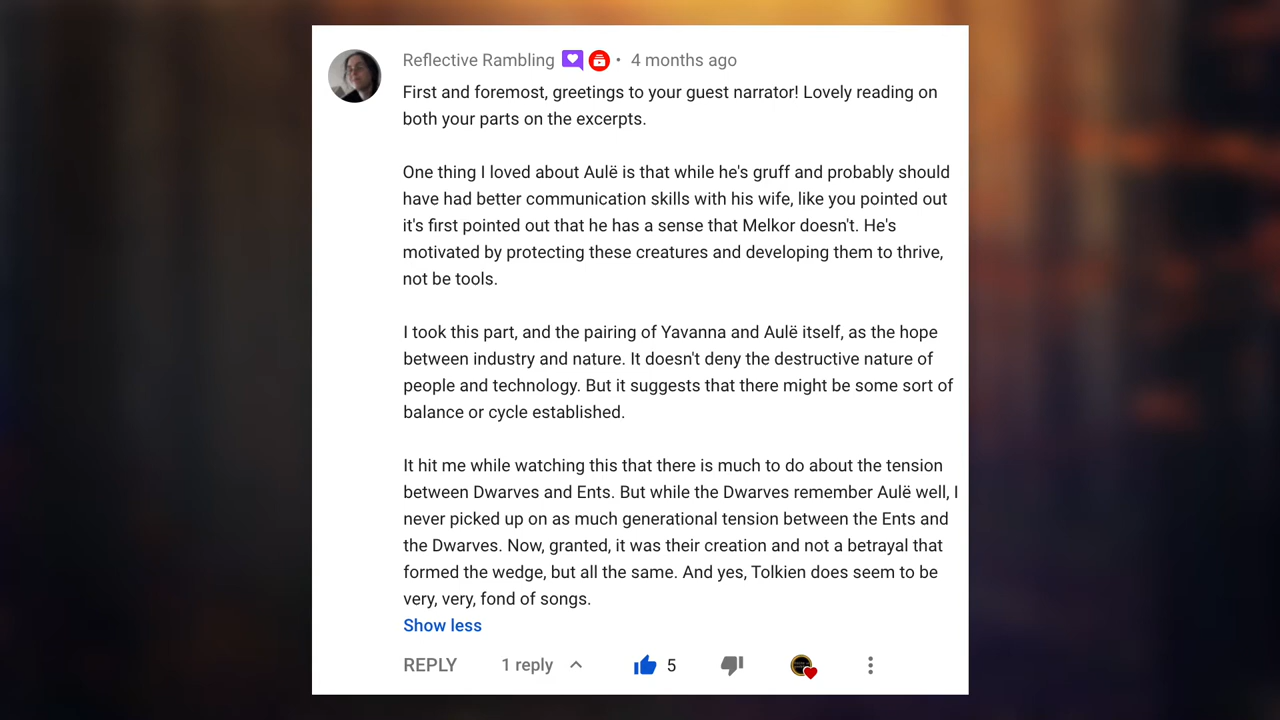 Reflective Rambling • 4 months ago
First and foremost, greetings to your guest narrator! Lovely reading on
both your parts on the excerpts.
One thing I loved about Aulë is that while he's gruff and probably should
have had better communication skills with his wife, like you pointed out
it's first pointed out that he has a sense that Melkor doesn't. He's
motivated by protecting these creatures and developing them to thrive,
not be tools.
I took this part, and the pairing of Yavanna and Aulë itself, as the hope
between industry and nature. It doesn't deny the destructive nature of
people and technology. But it suggests that there might be some sort of
balance or cycle established.
It hit me while watching this that there is much to do about the tension
between Dwarves and Ents. But while the Dwarves remember Aulë well, I
never picked up on as much generational tension between the Ents and
the Dwarves. Now, granted, it was their creation and not a betrayal that
formed the wedge, but all the same. And yes, Tolkien does seem to be
very, very, fond of songs.
Show less
REPLY 1 reply 5